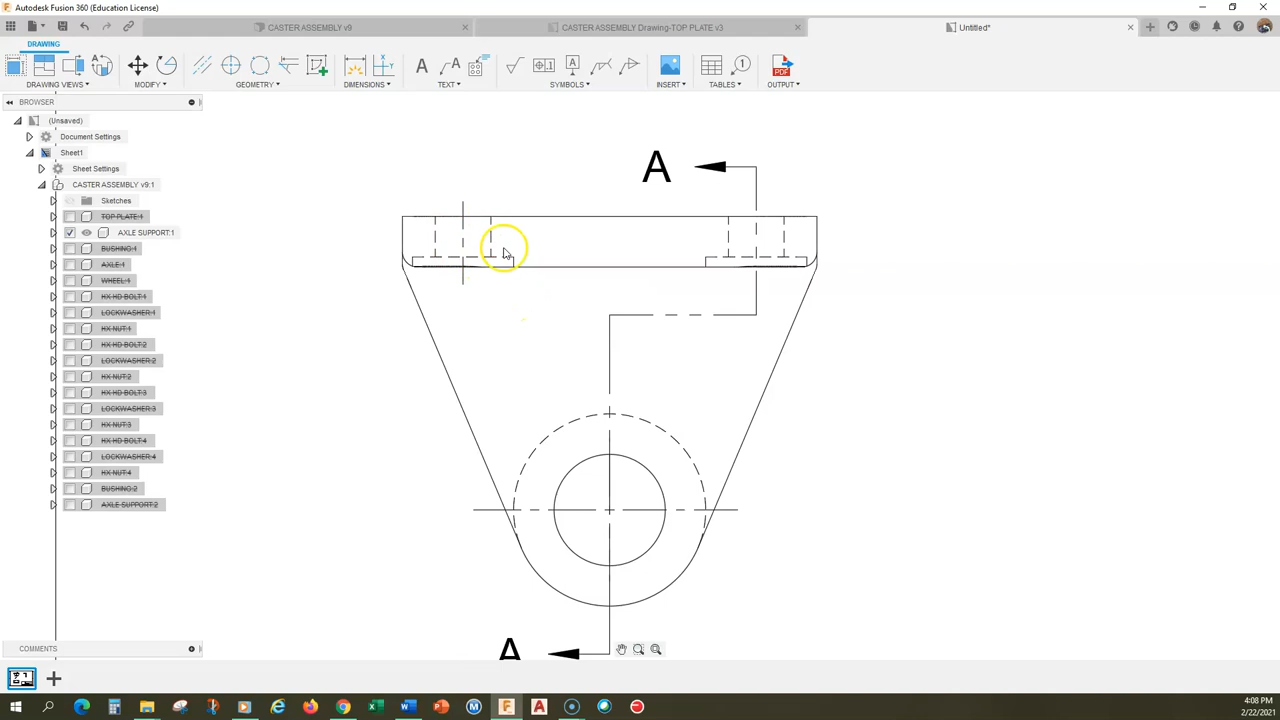 Autodesk Fusion 360 (Education License)
CASTER ASSEMBLY v9
CASTER ASSEMBLY Drawing-TOP PLATE v3
Untitled*
DRAWING
DRAWING VIEWS
MODIFY
GEOMETRY
DIMENSIONS
TEXT
SYMBOLS
INSERT
TABLES
OUTPUT
BROWSER
(Unsaved)
Document Settings
Sheet1
Sheet Settings
CASTER ASSEMBLY v9:1
Sketches
TOP PLATE:1
AXLE SUPPORT:1
BUSHING:1
AXLE:1
WHEEL:1
HX HD BOLT:1
LOCKWASHER:1
HX NUT:1
HX HD BOLT:2
LOCKWASHER:2
HX NUT:2
HX HD BOLT:3
LOCKWASHER:3
HX NUT:3
HX HD BOLT:4
LOCKWASHER:4
HX NUT:4
BUSHING:2
AXLE SUPPORT:2
A
A
COMMENTS
4:08 PM
2/22/2021